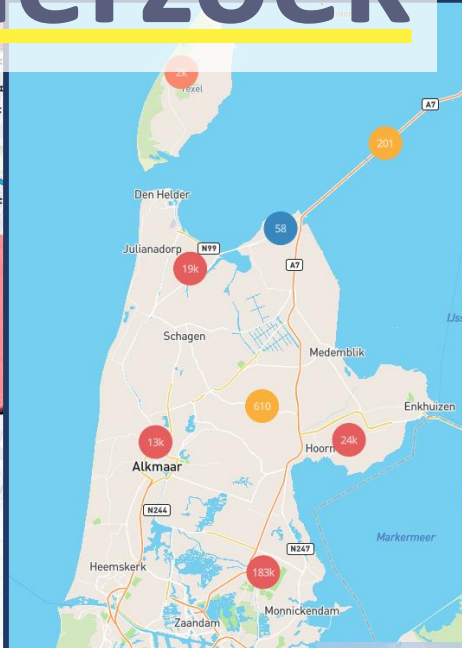 2k
Texel
A7
201
Den Helder
58
Julianadorp
N99
A7
19k
Schagen
Medemblik
610
Enkhuizen
13k
Hoorn
24k
Alkmaar
N244
Markermeer
N247
Heemskerk
183k
Monnickendam
Zaandam